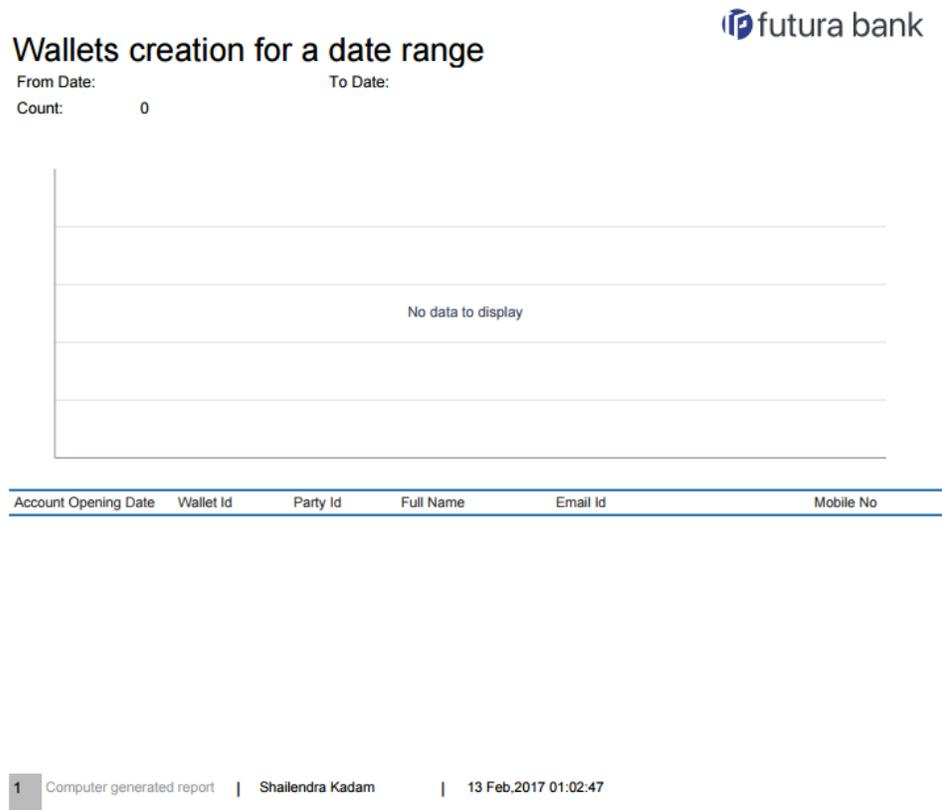 futura bank
Wallets creation for a date range
From Date: To Date:
Count: 0
No data to display
Account Opening Date Wallet Id Party Id Full Name Email Id Mobile No
1 Computer generated report | Shailendra Kadam | 13 Feb,2017 01:02:47